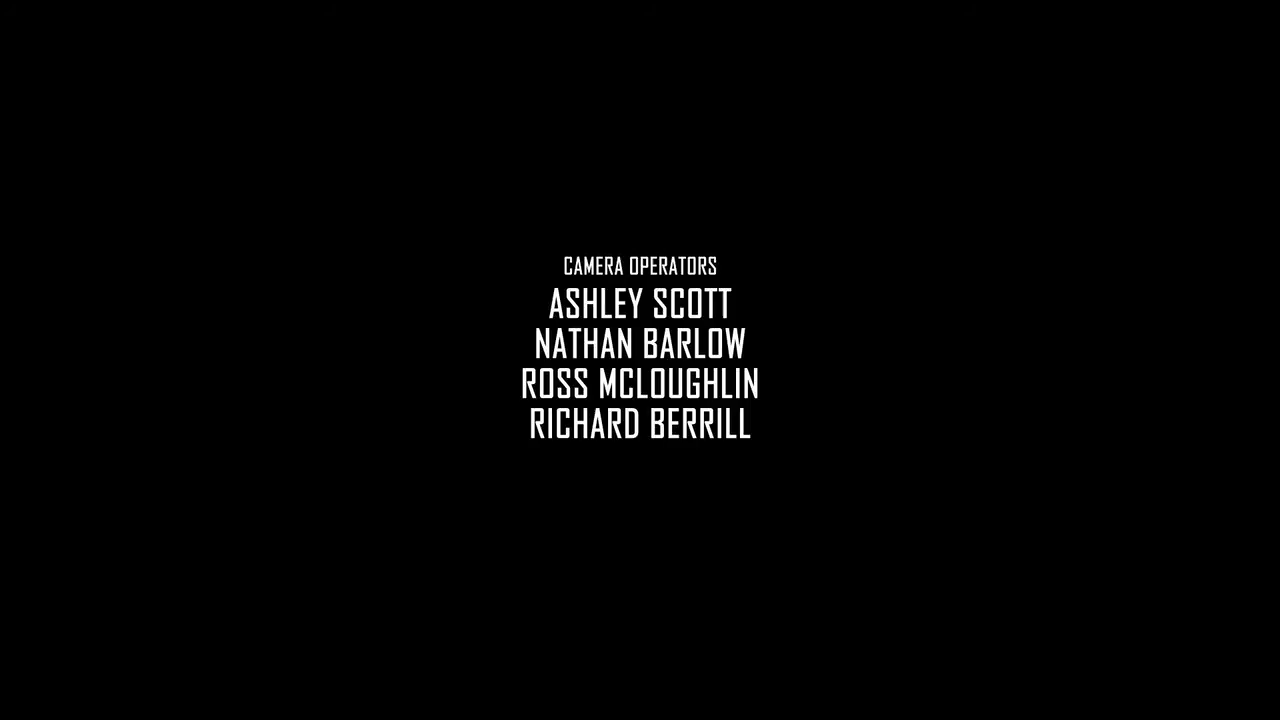 CAMERA OPERATORS
ASHLEY SCOTT
NATHAN BARLOW
ROSS MCLOUGHLIN
RICHARD BERRILL